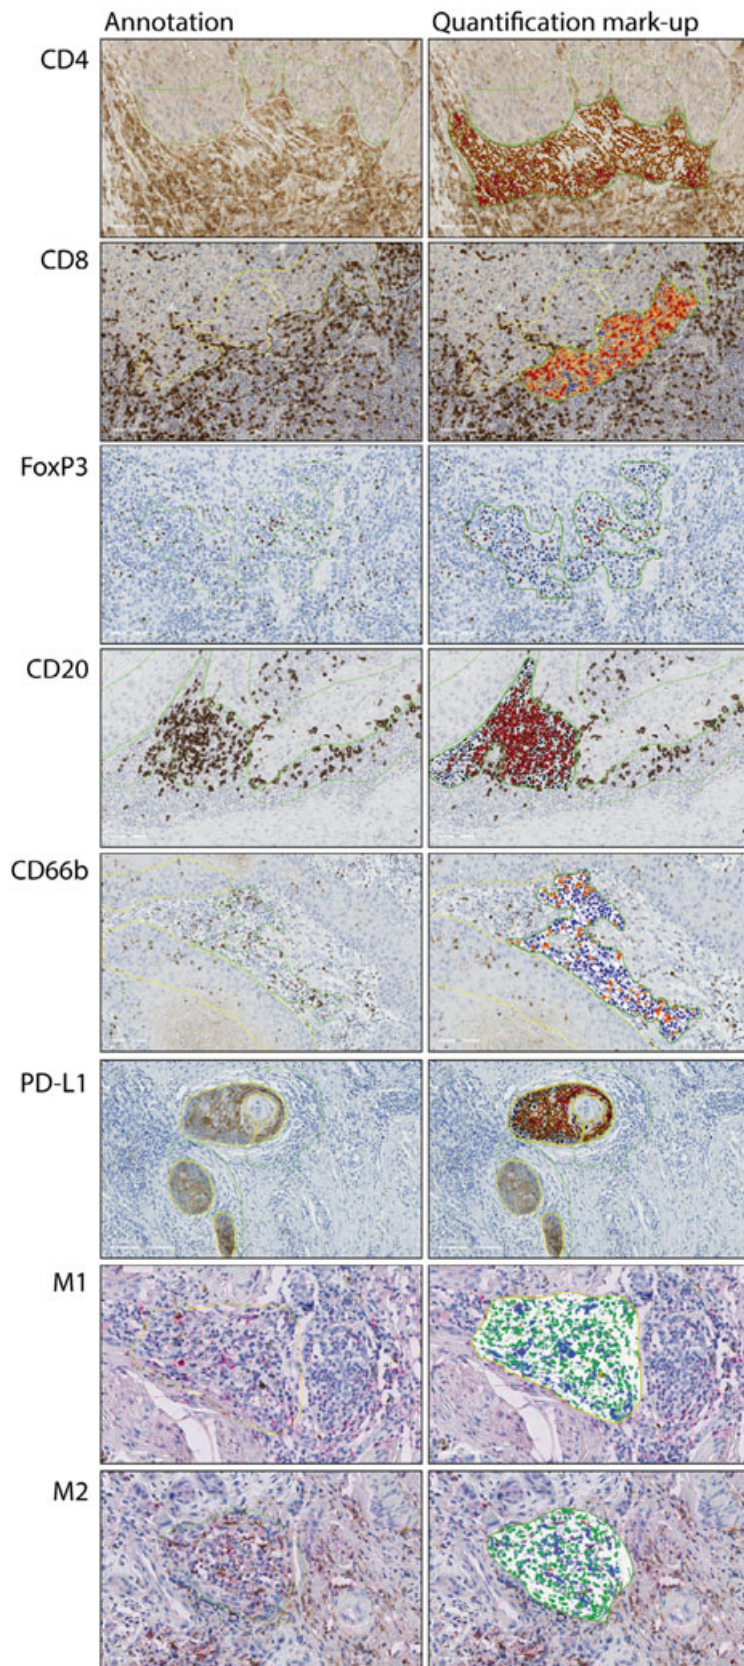 Annotation Quantification mark-up
CD4
CD8
FoxP3
CD20
CD66b
PD-L1
M1
M2